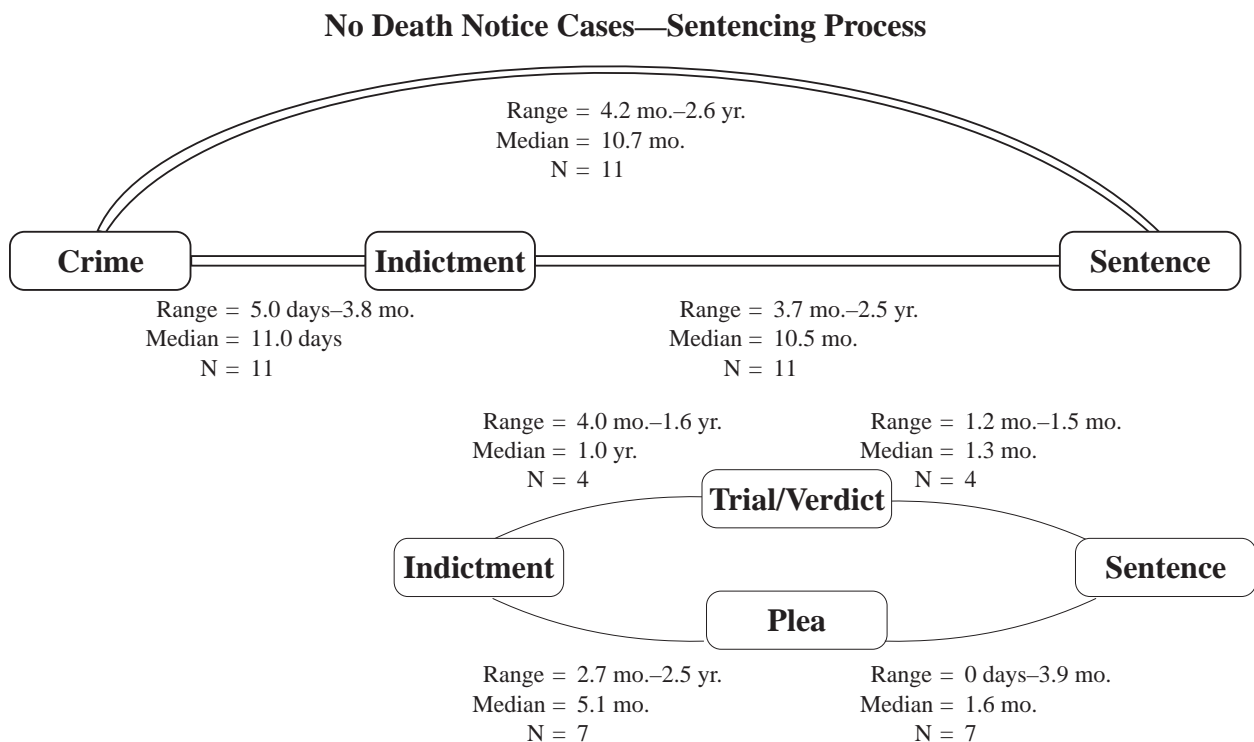 No Death Notice Cases—Sentencing Process
Range = 4.2 mo.–2.6 yr.
Median = 10.7 mo.
N = 11
Crime
Indictment
Sentence
Range = 5.0 days–3.8 mo.
Median = 11.0 days
N = 11
Range = 3.7 mo.–2.5 yr.
Median = 10.5 mo.
N = 11
Range = 4.0 mo.–1.6 yr.
Median = 1.0 yr.
N = 4
Range = 1.2 mo.–1.5 mo.
Median = 1.3 mo.
N = 4
Trial/Verdict
Indictment
Sentence
Plea
Range = 2.7 mo.–2.5 yr.
Median = 5.1 mo.
N = 7
Range = 0 days–3.9 mo.
Median = 1.6 mo.
N = 7